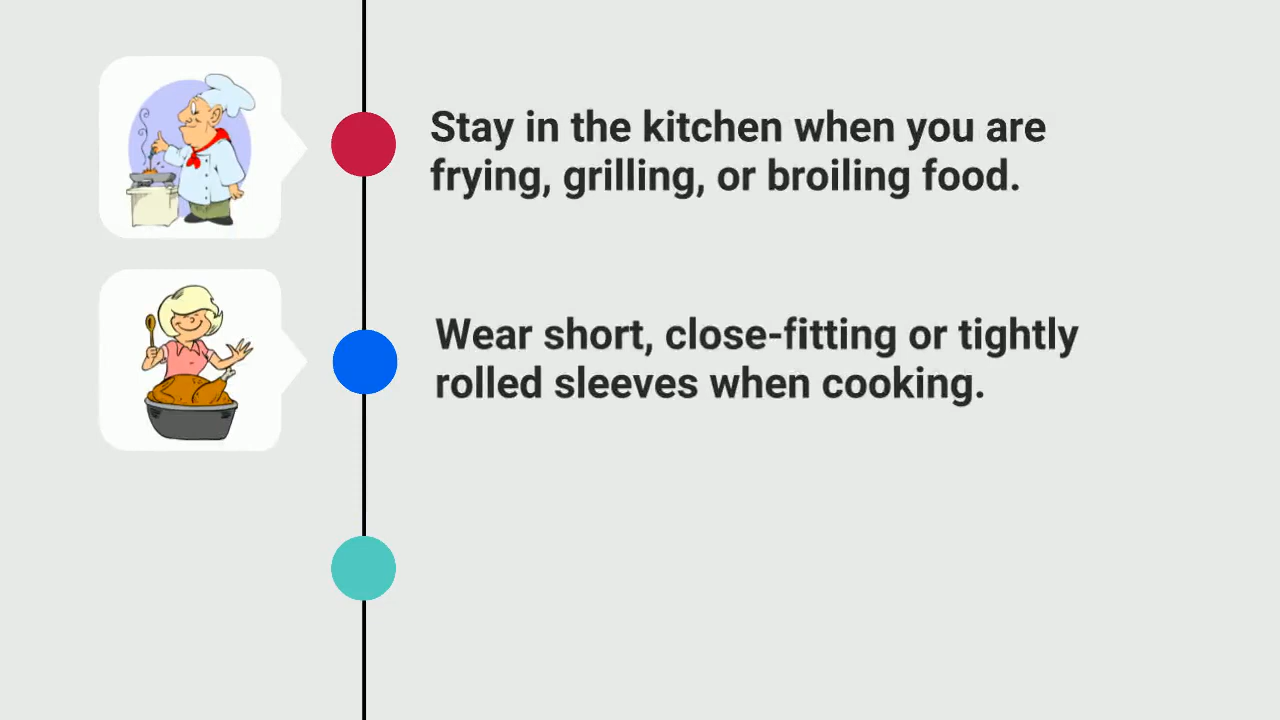 Stay in the kitchen when you are
frying, grilling, or broiling food.
Wear short, close-fitting or tightly
rolled sleeves when cooking.